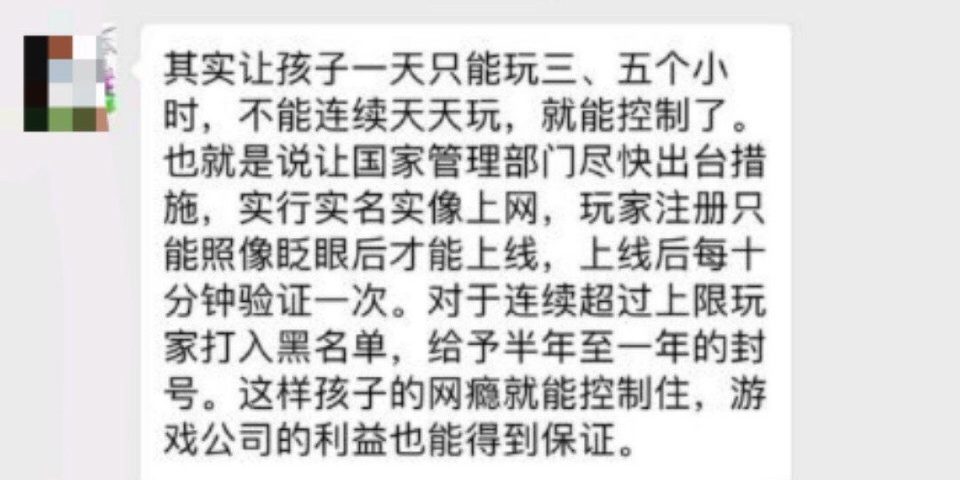 其实让孩子一天只能玩三、五个小
时，不能连续天天玩，就能控制了。
也就是说让国家管理部门尽快出台措
施，实行实名实像上网，玩家注册只
能照像眨眼后才能上线，上线后每十
分钟验证一次。对于连续超过上限玩
家打入黑名单，给予半年至一年的封
号。这样孩子的网瘾就能控制住，游
戏公司的利益也能得到保证。